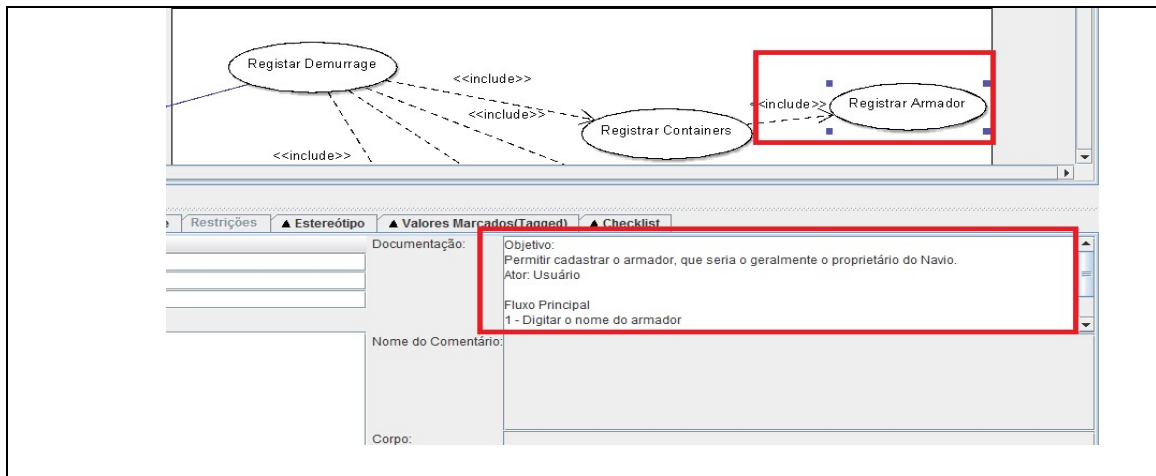 Registar Demurrage
<<include>>
<<include>>
<<include>>
Registrar Containers
<<include>>
Registrar Armador
Restrições
Estereótipo
Valores Marcados(Tagged)
Checklist
Documentação:
Objetivo:
Permitir cadastrar o armador, que seria o geralmente o proprietário do Navio.
Ator: Usuário
Fluxo Principal
1 - Digitar o nome do armador
Nome do Comentário:
Corpo: